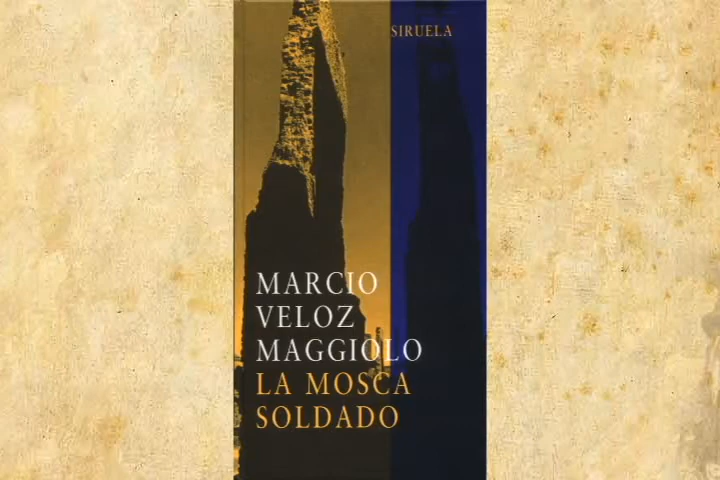 SIRUELA
MARCIO
VELOZ
MAGGIOLO
LA MOSCA
SOLDADO